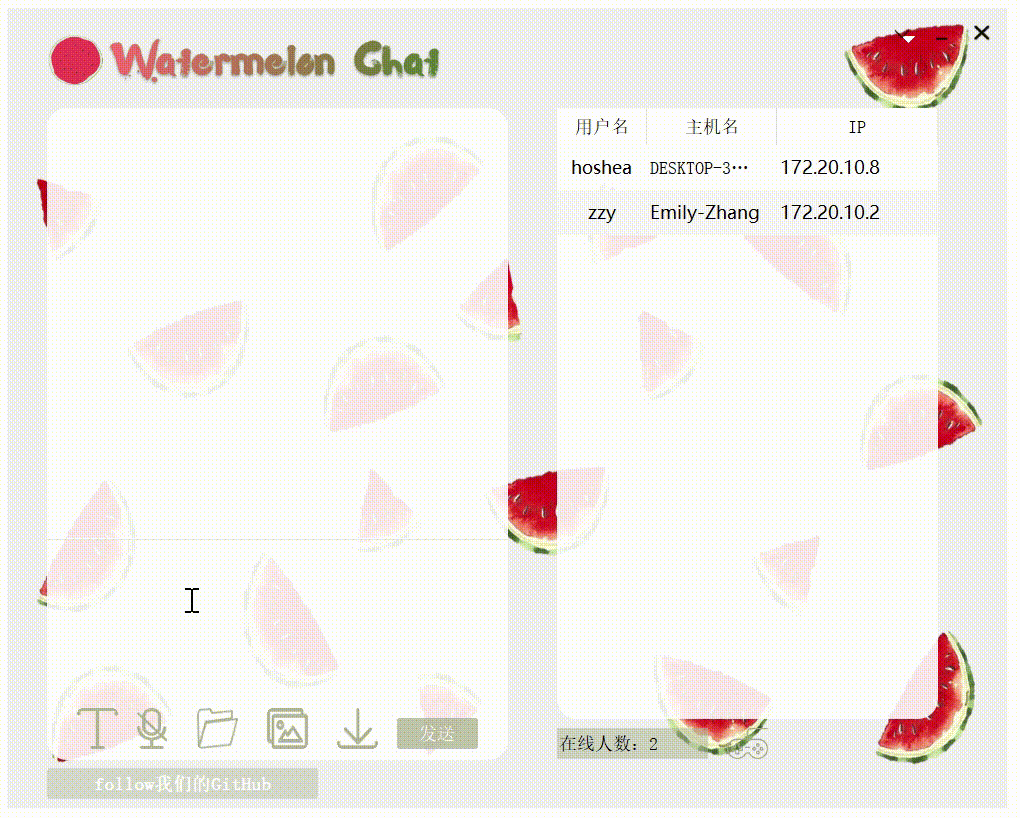 Watermelon Chat
用户名 主机名 IP
hoshea DESKTOP-3… 172.20.10.8
zzy Emily-Zhang 172.20.10.2
发送
在线人数：2
follow我们的GitHub